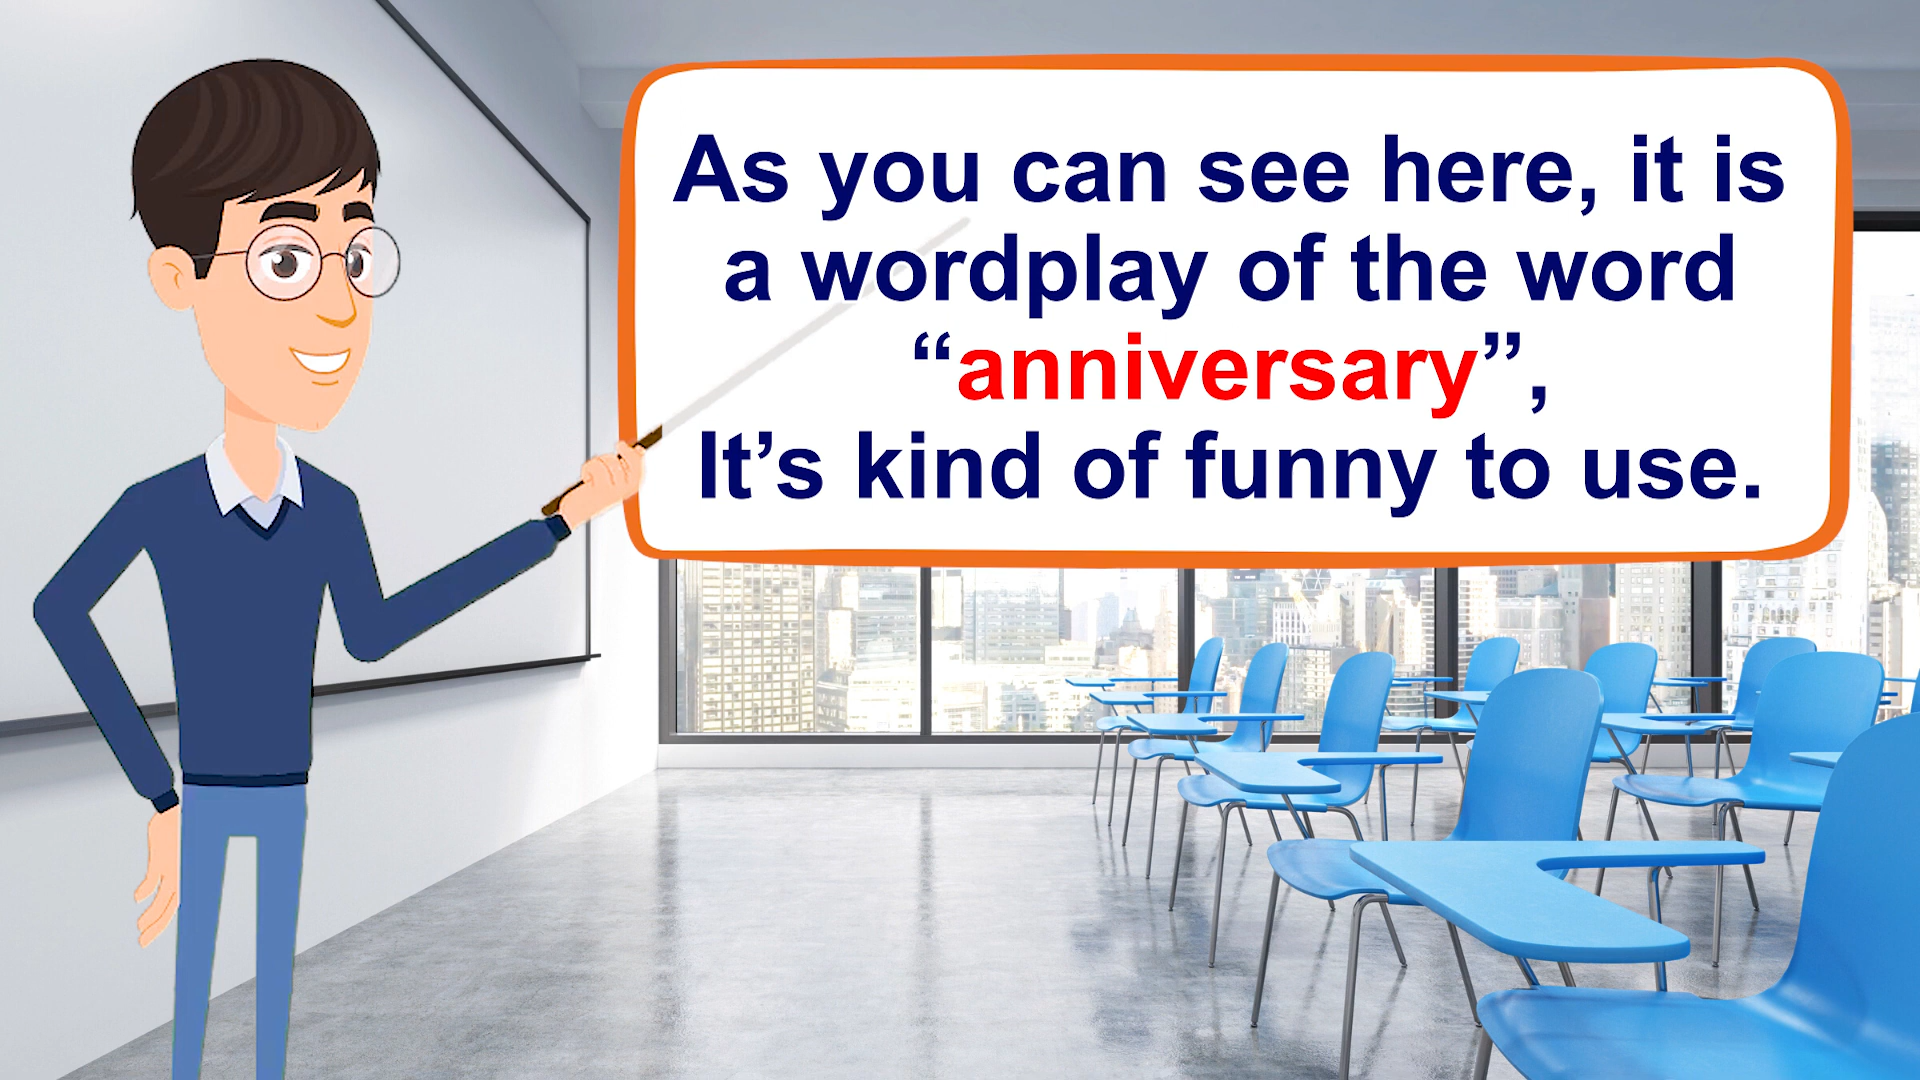 As you can see here, it is
a wordplay of the word
“anniversary”,
It’s kind of funny to use.